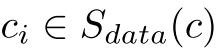 c_i ∈ S_{data}(c)